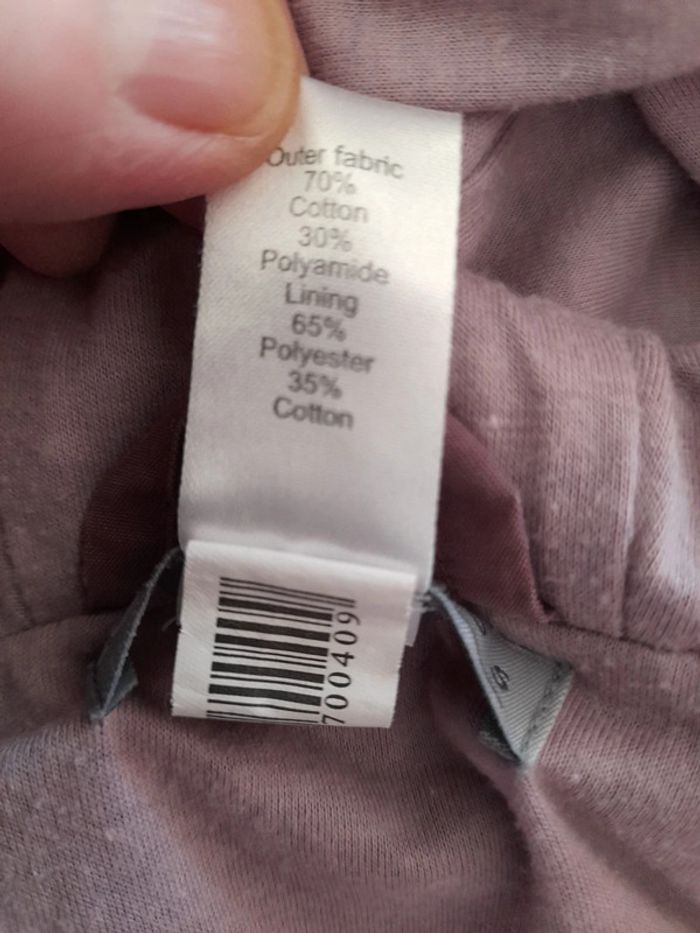 Outer fabric
70%
Cotton
30%
Polyamide
Lining
65%
Polyester
35%
Cotton
700409